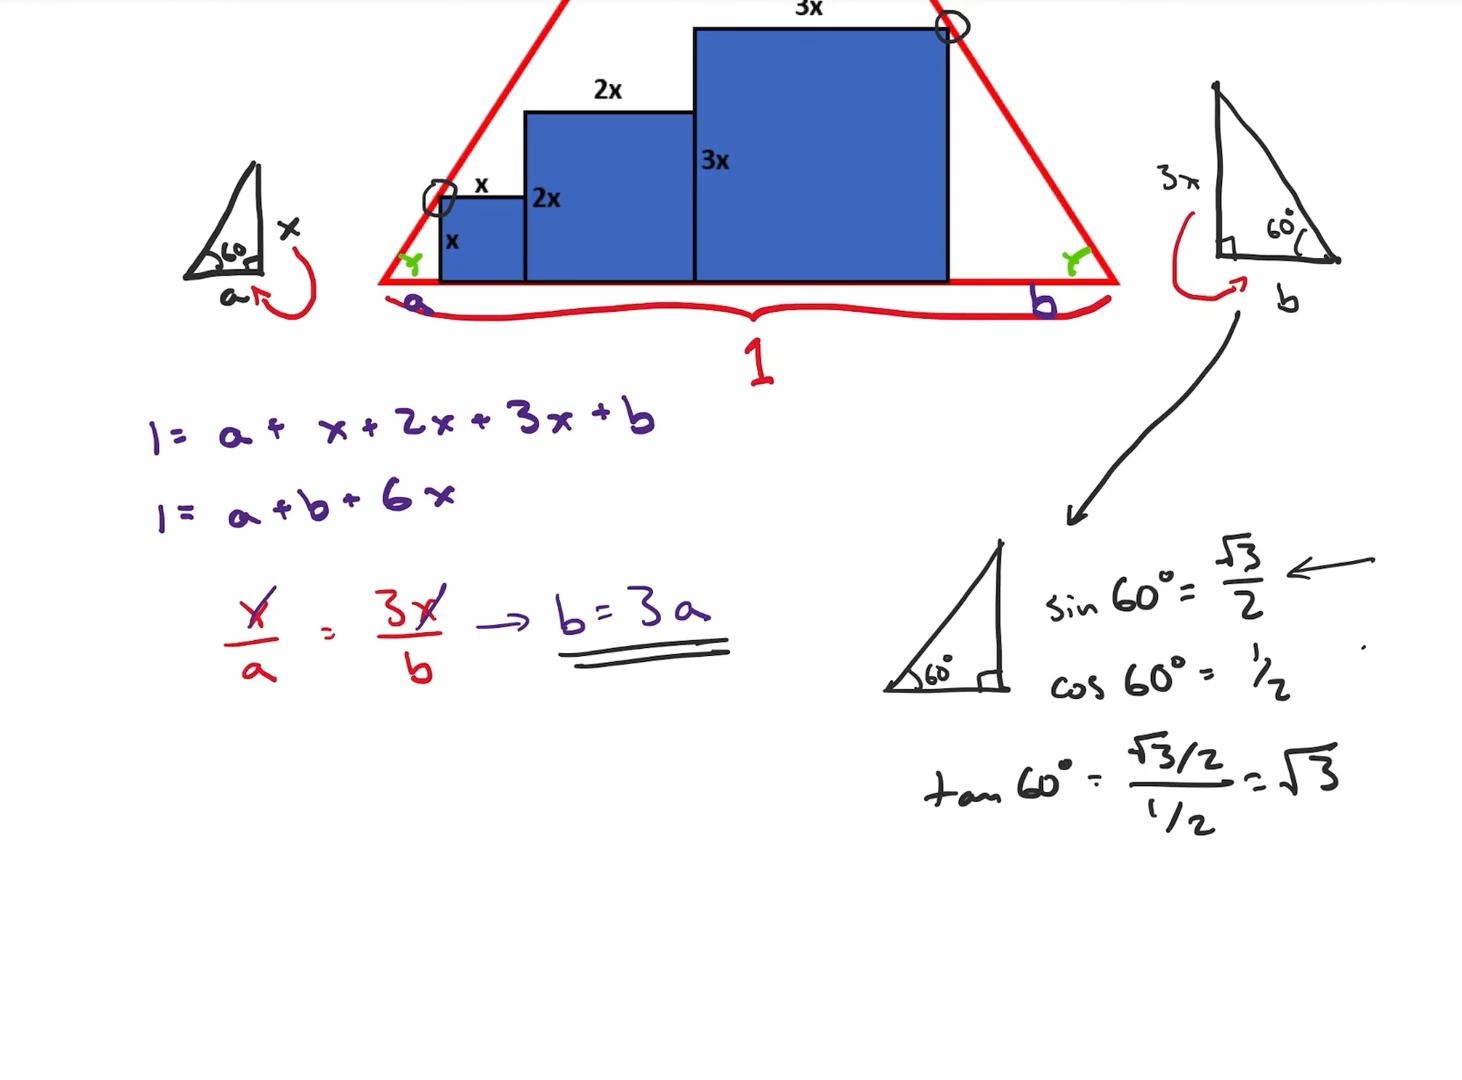 3x
2x
3x
x
2x
x
60
x
a
3x
60°
b
a
b
1
1 = a + x + 2x + 3x + b
1 = a + b + 6x
x/a = 3x/b → b = 3a
60°
sin 60° = √3/2 ←
cos 60° = 1/2
tan 60° = (√3/2)/(1/2) = √3